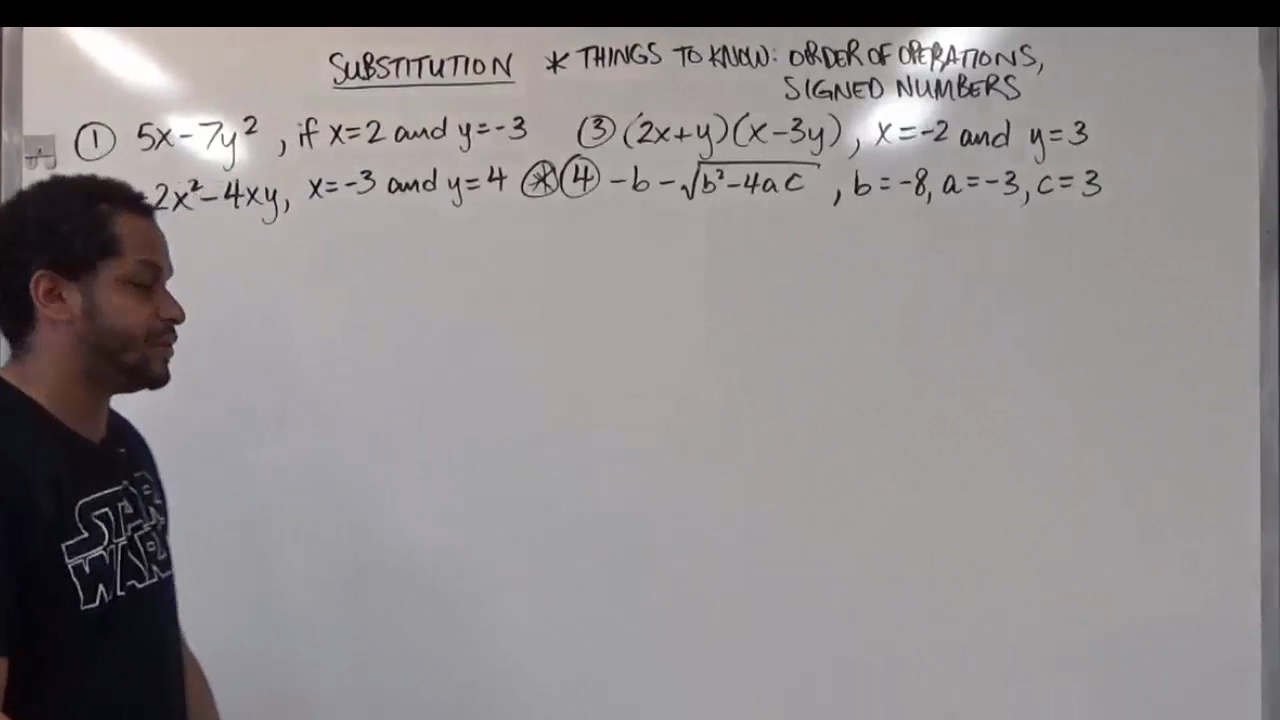 SUBSTITUTION * THINGS TO KNOW: ORDER OF OPERATIONS,
SIGNED NUMBERS
① 5x-7y², if x=2 and y=-3
2x²-4xy, x=-3 and y=4
③ (2x+y)(x-3y), x=-2 and y=3
⊛ ④ -b-√(b²-4ac), b=-8, a=-3, c=3
STAR
WARS